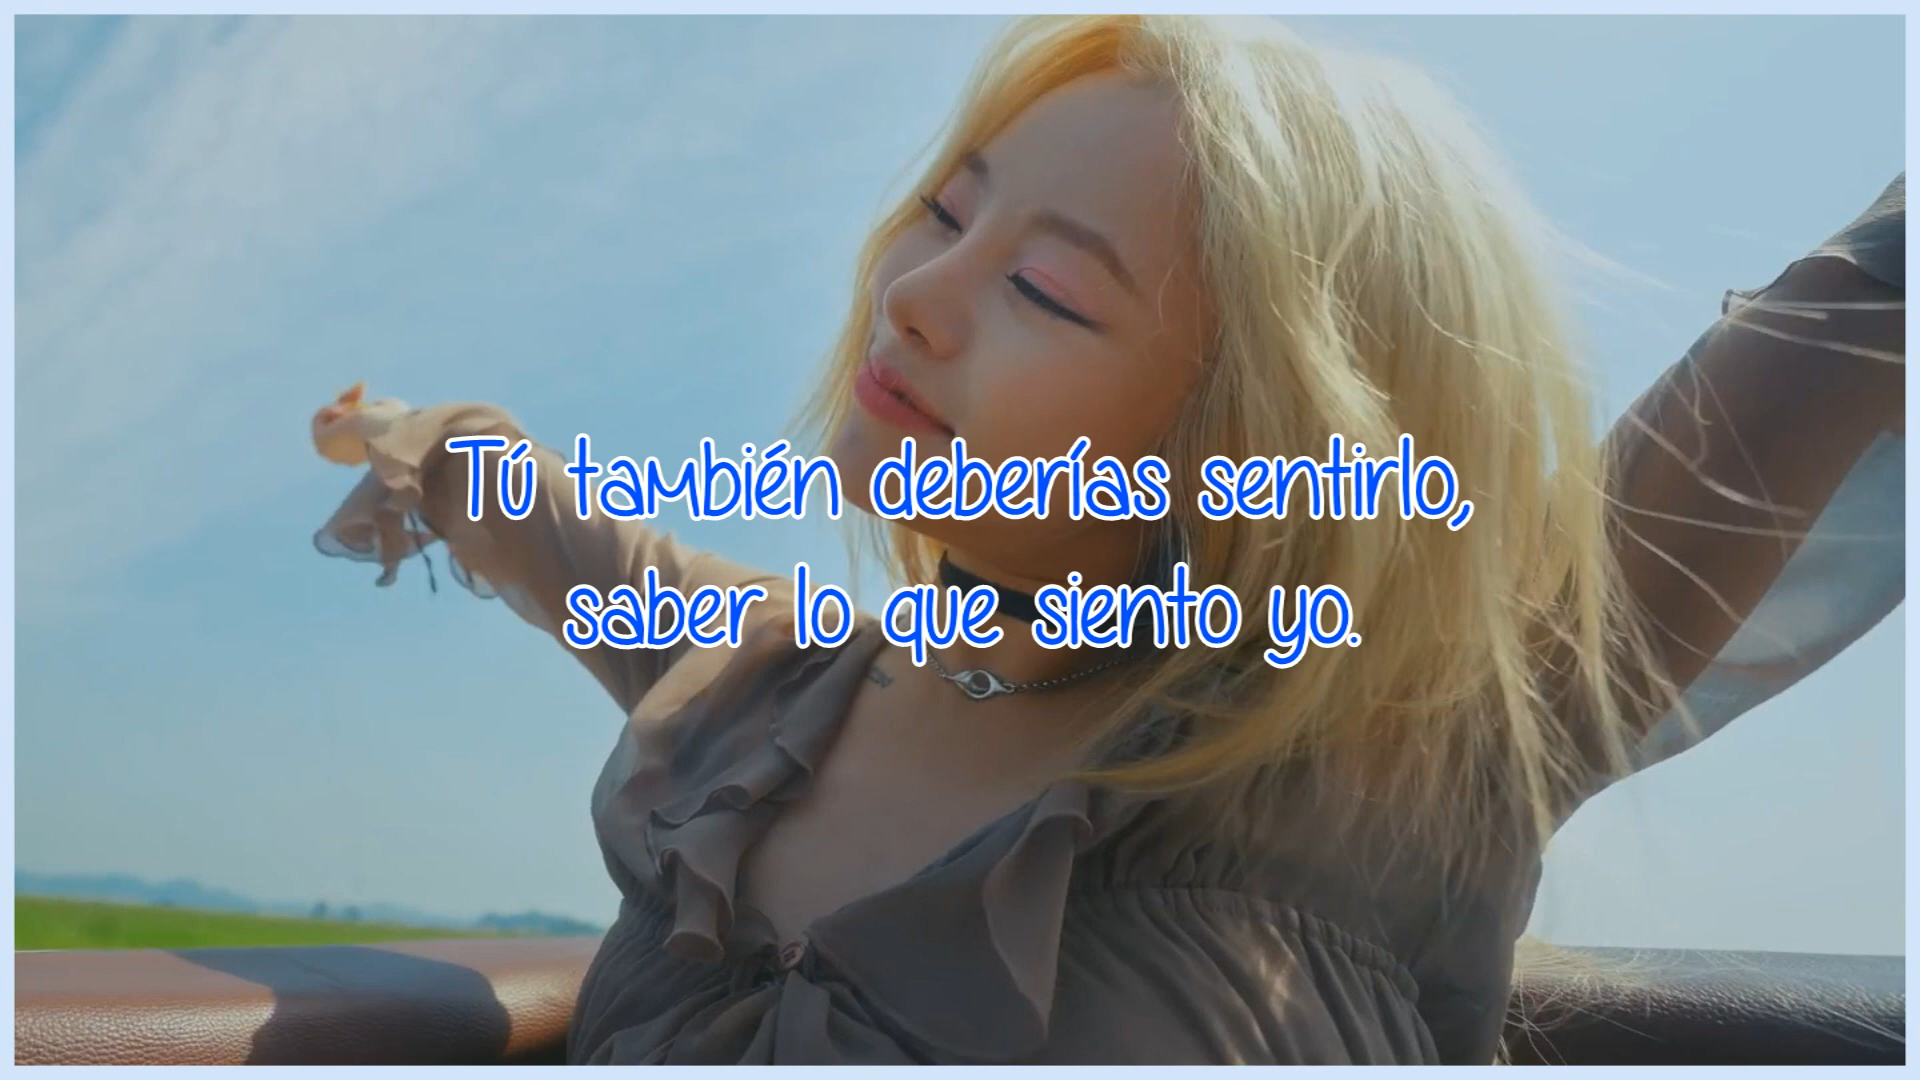 Tú también deberías sentirlo,
saber lo que siento yo.